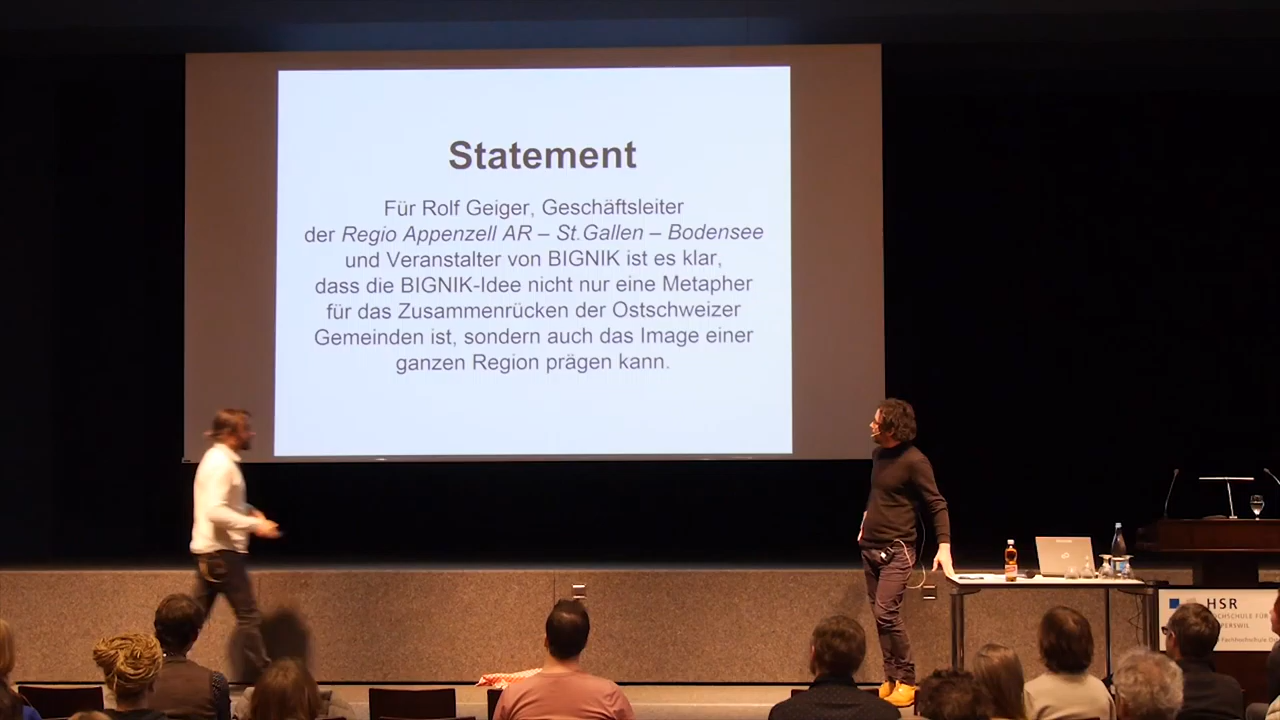 Statement
Für Rolf Geiger, Geschäftsleiter
der Regio Appenzell AR – St.Gallen – Bodensee
und Veranstalter von BIGNIK ist es klar,
dass die BIGNIK-Idee nicht nur eine Metapher
für das Zusammenrücken der Ostschweizer
Gemeinden ist, sondern auch das Image einer
ganzen Region prägen kann.
HSR
HOCHSCHULE FÜR